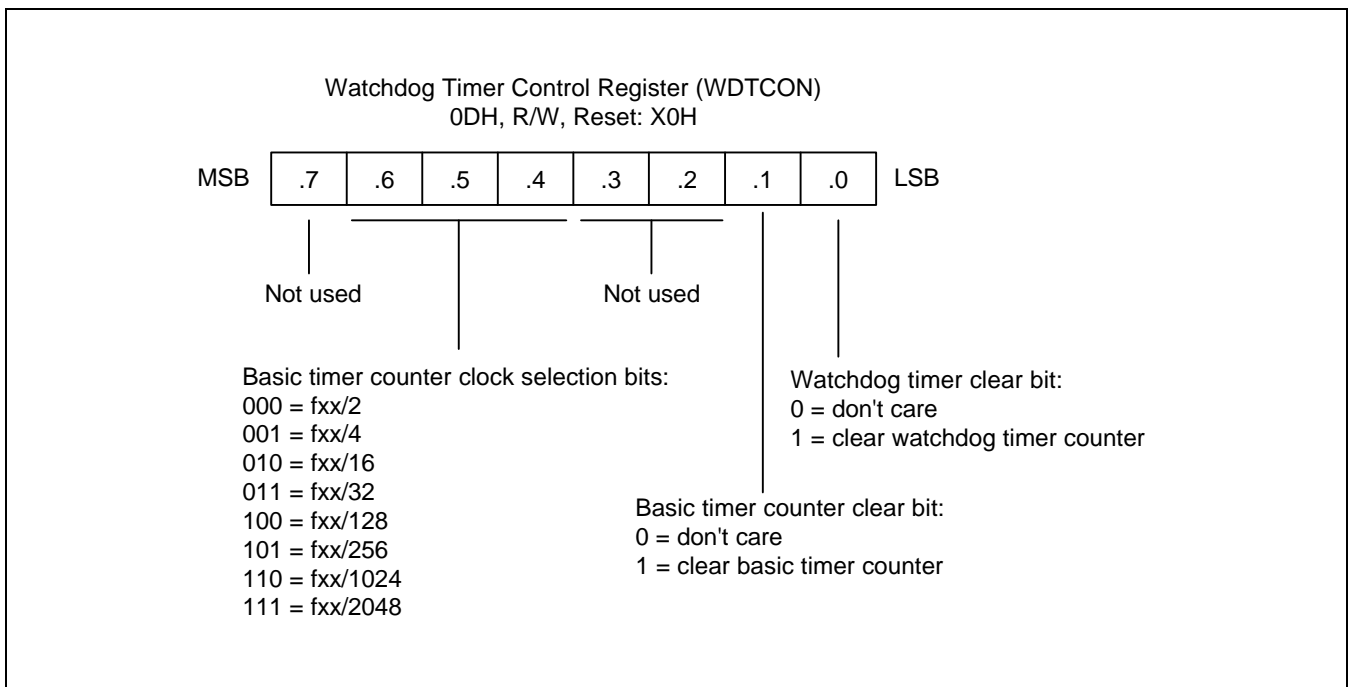 Watchdog Timer Control Register (WDTCON)
0DH, R/W, Reset: X0H
MSB .7 .6 .5 .4 .3 .2 .1 .0 LSB
Not used
Not used
Basic timer counter clock selection bits:
000 = fxx/2
001 = fxx/4
010 = fxx/16
011 = fxx/32
100 = fxx/128
101 = fxx/256
110 = fxx/1024
111 = fxx/2048
Watchdog timer clear bit:
0 = don't care
1 = clear watchdog timer counter
Basic timer counter clear bit:
0 = don't care
1 = clear basic timer counter